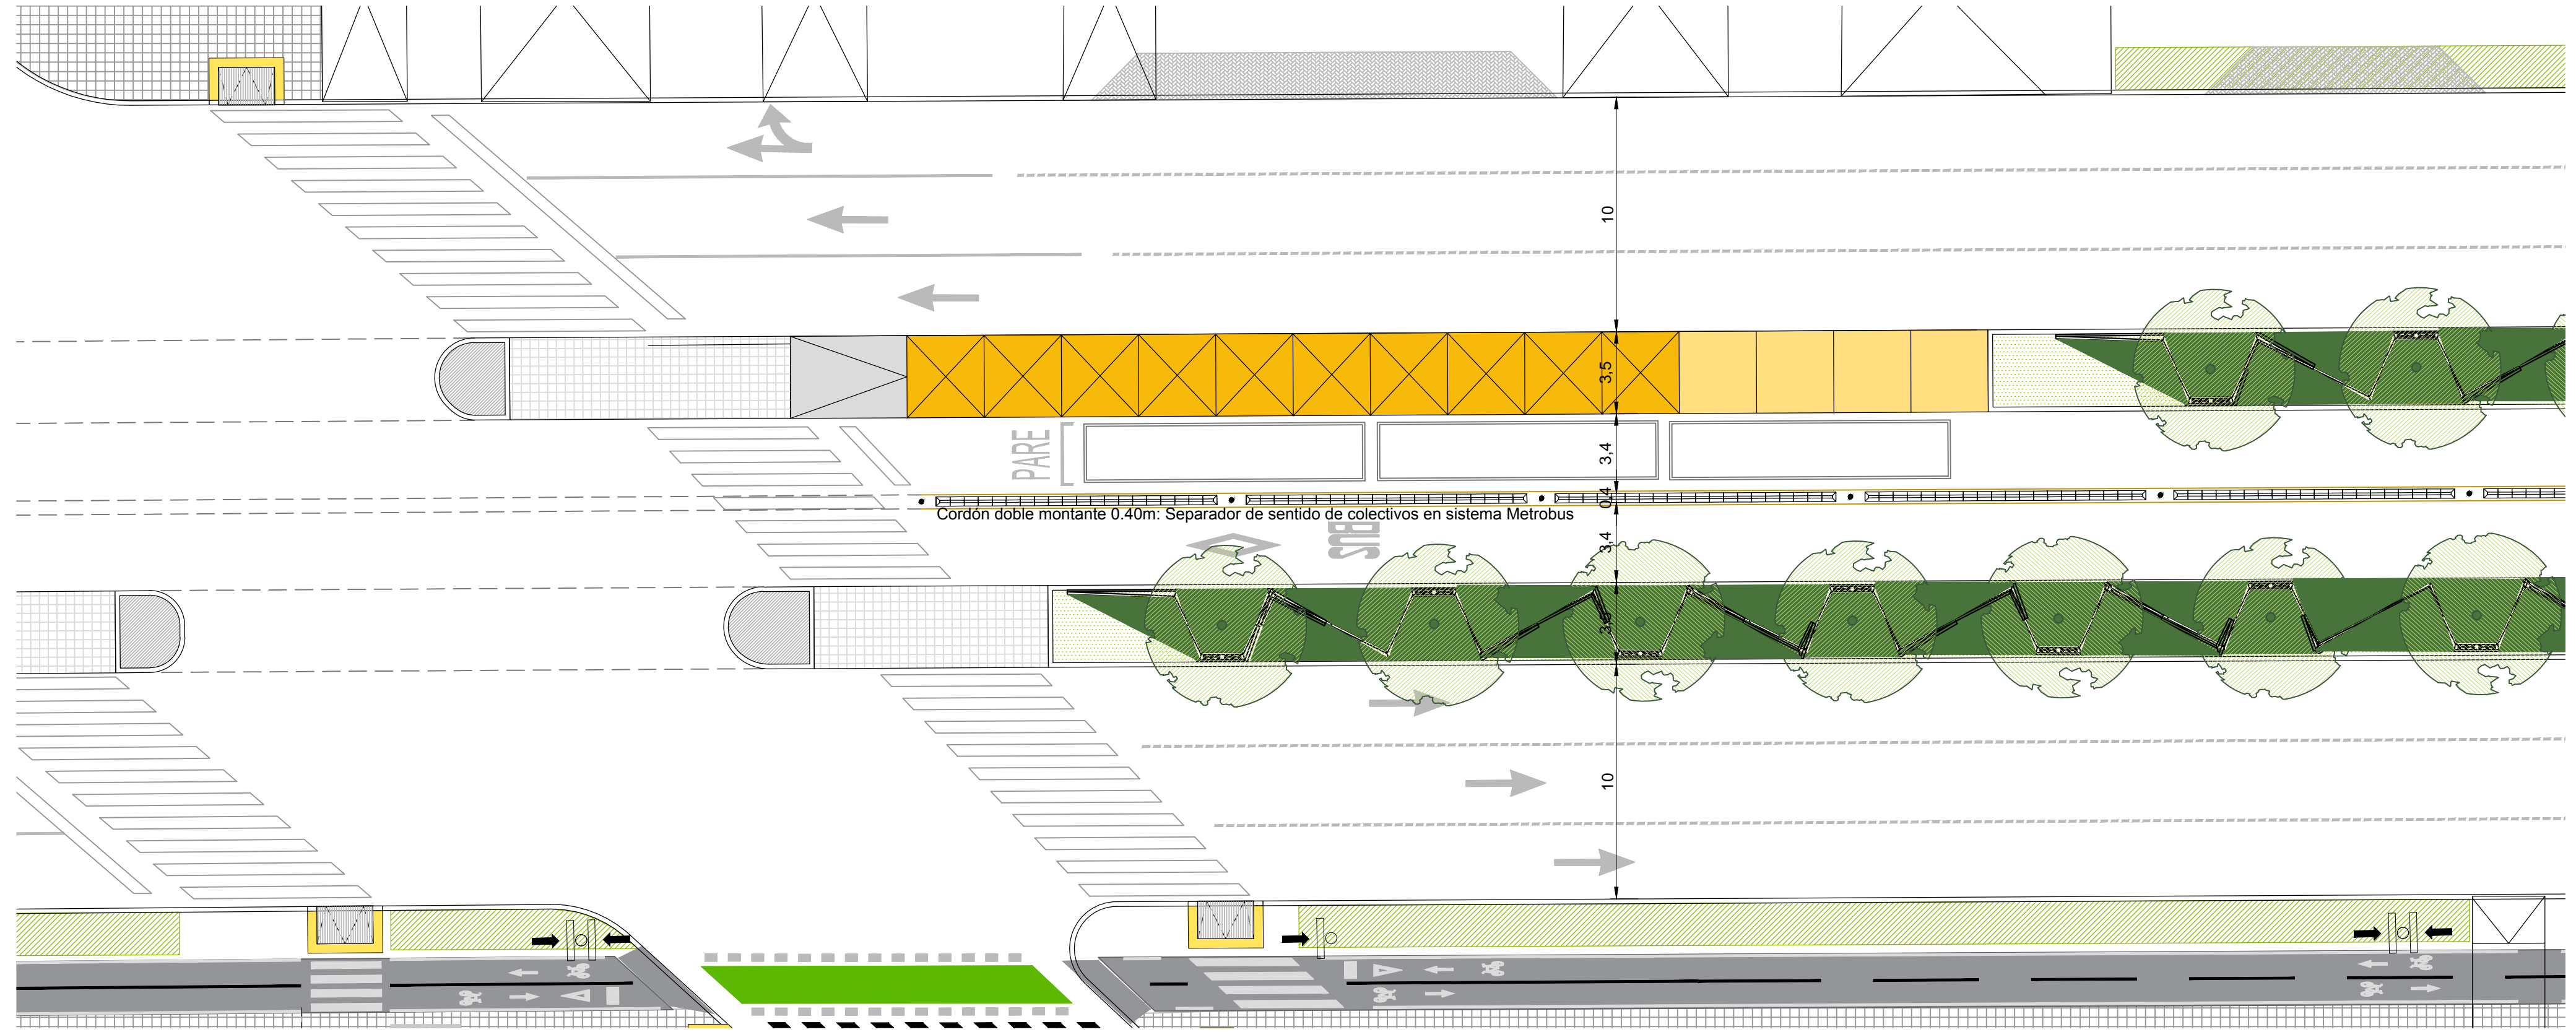 10
3,5
PARE
3,4
0,4
Cordón doble montante 0.40m: Separador de sentido de colectivos en sistema Metrobus
BUS
3,4
3,5
10